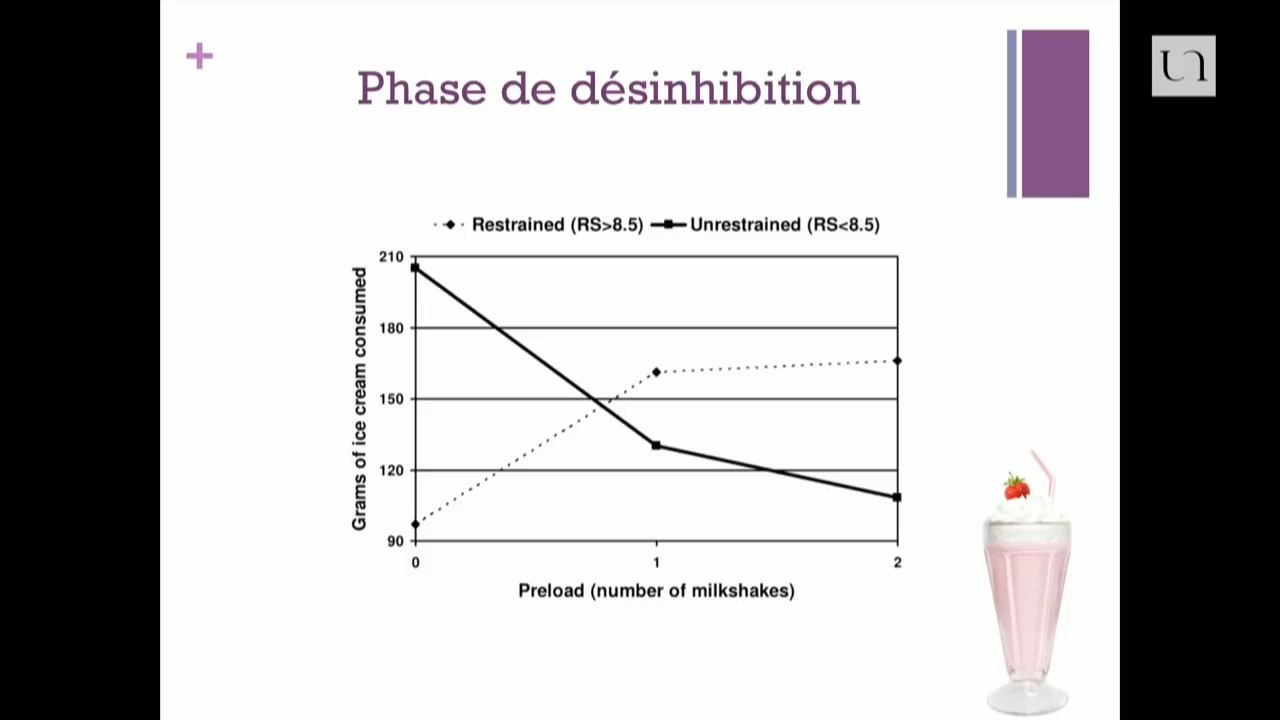 +
Phase de désinhibition
Restrained (RS>8.5) Unrestrained (RS<8.5)
Grams of ice cream consumed
210
180
150
120
90
0 1 2
Preload (number of milkshakes)